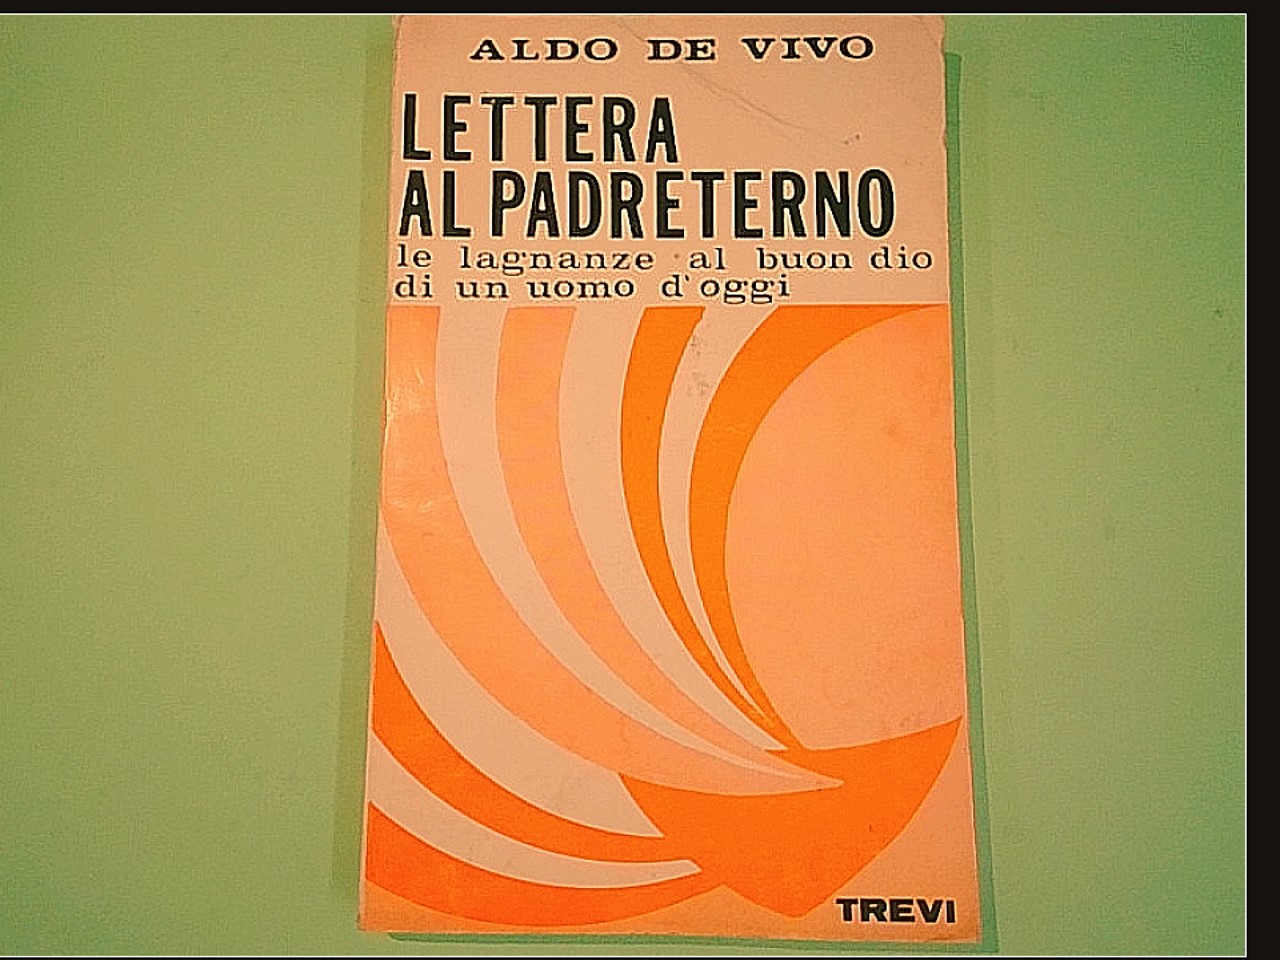 ALDO DE VIVO
LETTERA
AL PADRETERNO
le lagnanze al buon dio
di un uomo d'oggi
TREVI